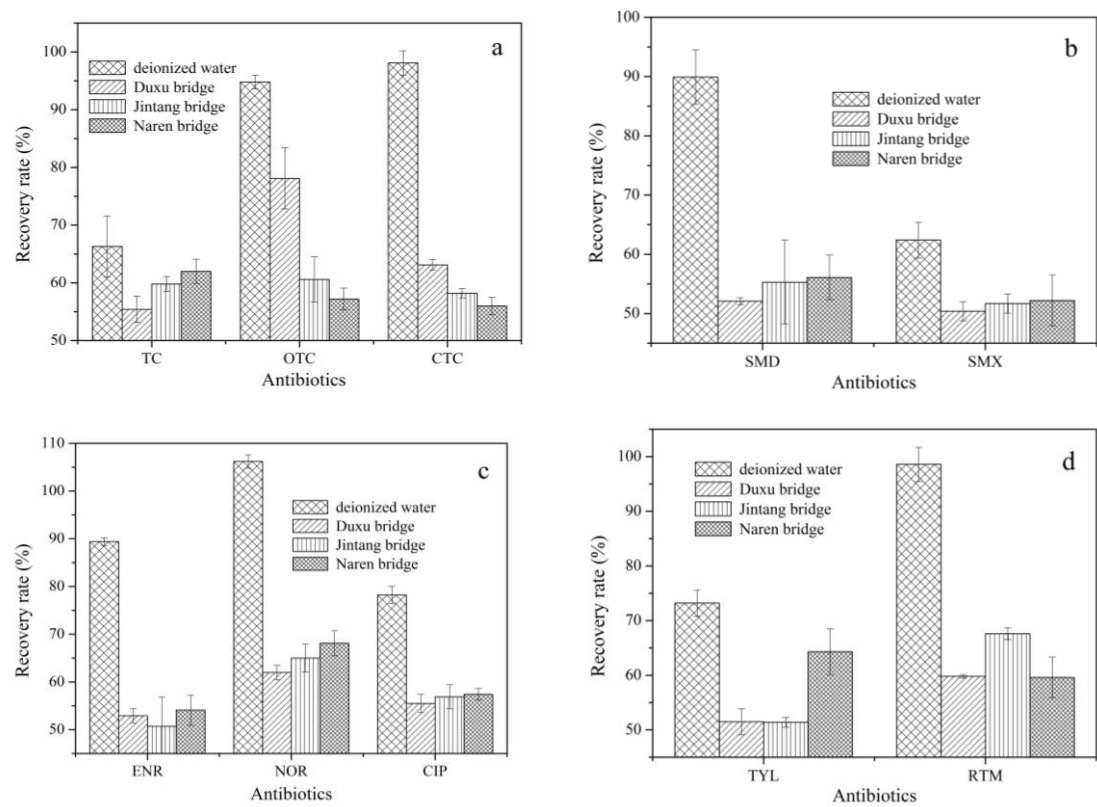 a
100
90
80
70
60
50
Recovery rate (%)
deionized water
Duxu bridge
Jintang bridge
Naren bridge
TC OTC CTC
Antibiotics
b
100
90
80
70
60
50
Recovery rate (%)
deionized water
Duxu bridge
Jintang bridge
Naren bridge
SMD SMX
Antibiotics
c
110
100
90
80
70
60
50
Recovery rate (%)
deionized water
Duxu bridge
Jintang bridge
Naren bridge
ENR NOR CIP
Antibiotics
d
100
90
80
70
60
50
Recovery rate (%)
deionized water
Duxu bridge
Jintang bridge
Naren bridge
TYL RTM
Antibiotics